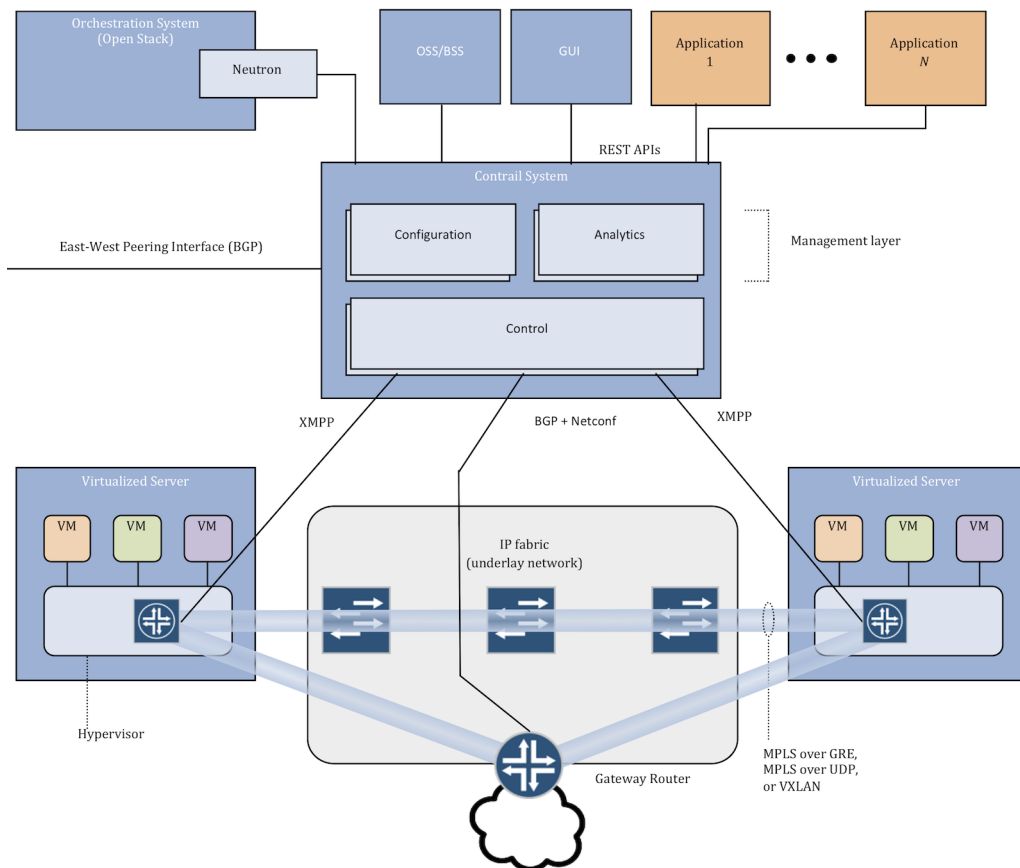 Orchestration System
(Open Stack)
Neutron
OSS/BSS
GUI
Application
1
Application
N
REST APIs
Contrail System
Configuration
Analytics
Management layer
East-West Peering Interface (BGP)
Control
XMPP
BGP + Netconf
XMPP
Virtualized Server
VM
VM
VM
Virtualized Server
VM
VM
VM
IP fabric
(underlay network)
Hypervisor
Gateway Router
MPLS over GRE,
MPLS over UDP,
or VXLAN